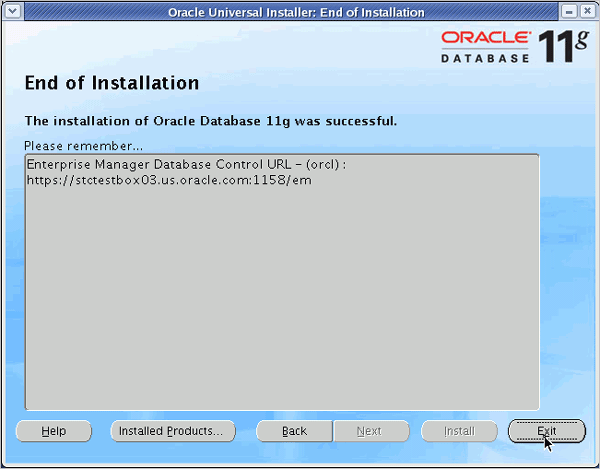 Oracle Universal Installer: End of Installation
ORACLE
DATABASE 11g
End of Installation
The installation of Oracle Database 11g was successful.
Please remember...
Enterprise Manager Database Control URL - (orcl) :
https://stctestbox03.us.oracle.com:1158/em
Help Installed Products... Back Next Install Exit